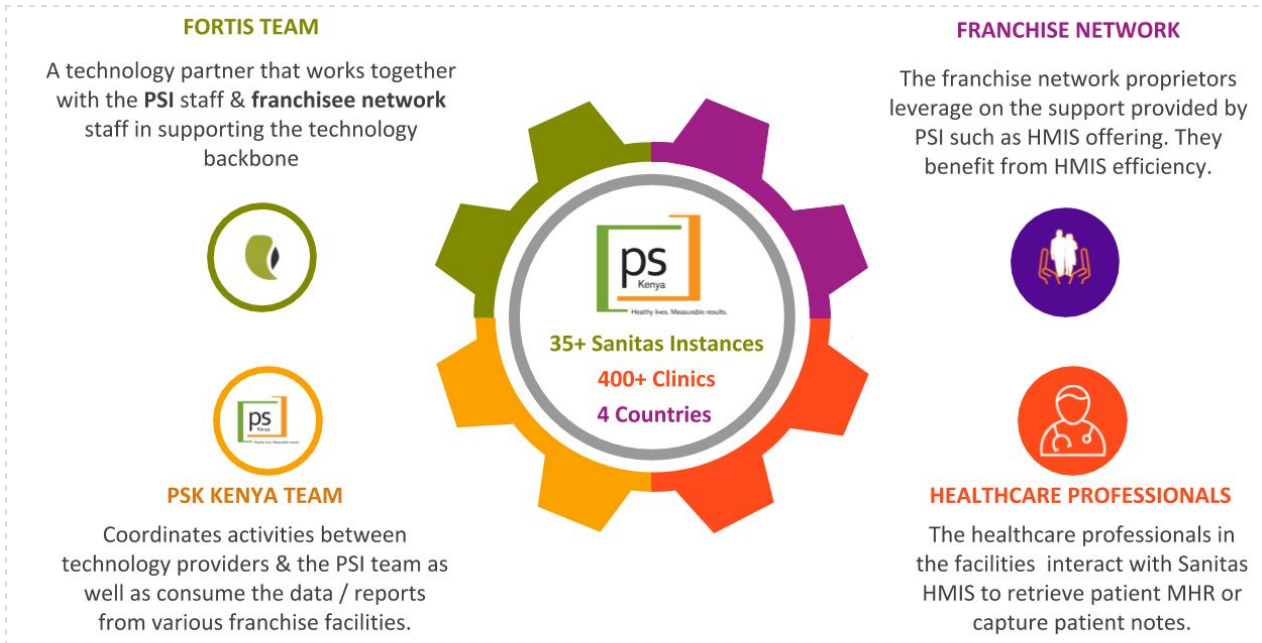 FORTIS TEAM
A technology partner that works together
with the PSI staff & franchisee network
staff in supporting the technology
backbone
FRANCHISE NETWORK
The franchise network proprietors
leverage on the support provided by
PSI such as HMIS offering. They
benefit from HMIS efficiency.
ps
Kenya
Healthy lives. Measurable results.
35+ Sanitas Instances
400+ Clinics
4 Countries
ps
Kenya
Healthy lives. Measurable results.
PSK KENYA TEAM
Coordinates activities between
technology providers & the PSI team as
well as consume the data / reports
from various franchise facilities.
HEALTHCARE PROFESSIONALS
The healthcare professionals in
the facilities interact with Sanitas
HMIS to retrieve patient MHR or
capture patient notes.